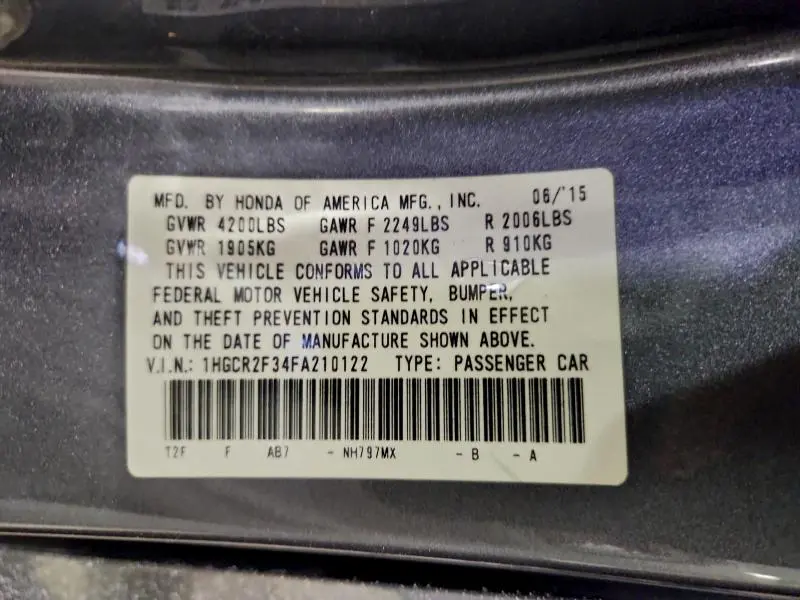 MFD. BY HONDA OF AMERICA MFG., INC. 06/'15
GVWR 4200LBS GAWR F 2249LBS R 2006LBS
GVWR 1905KG GAWR F 1020KG R 910KG
THIS VEHICLE CONFORMS TO ALL APPLICABLE
FEDERAL MOTOR VEHICLE SAFETY, BUMPER,
AND THEFT PREVENTION STANDARDS IN EFFECT
ON THE DATE OF MANUFACTURE SHOWN ABOVE.
V.I.N.: 1HGCR2F34FA210122 TYPE: PASSENGER CAR
T2F F AB7 - NH797MX - B - A